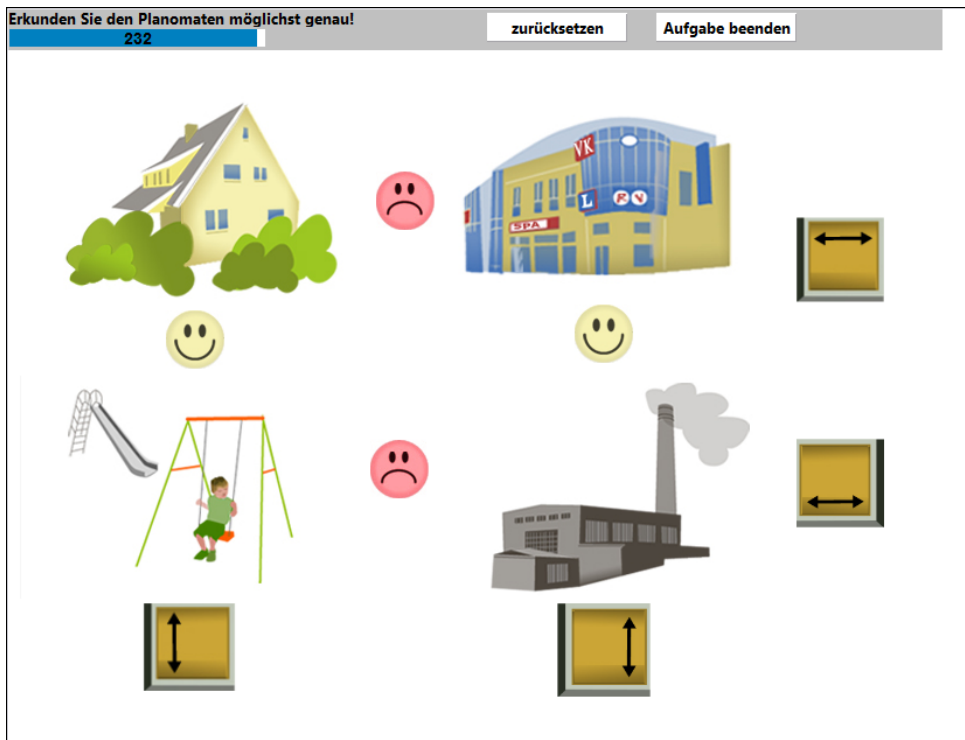 Erkunden Sie den Planomaten möglichst genau!
232
zurücksetzen
Aufgabe beenden
VK
L
R V
SPA